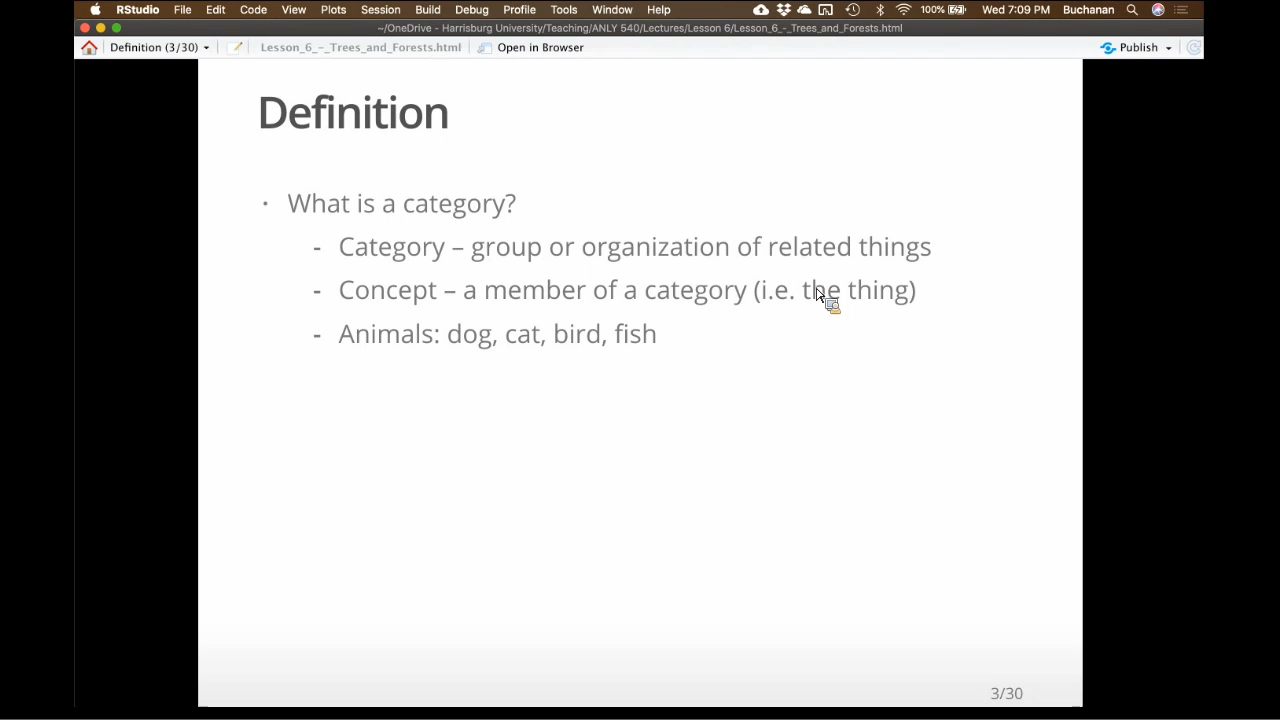 RStudio File Edit Code View Plots Session Build Debug Profile Tools Window Help 100% Wed 7:09 PM Buchanan
~/OneDrive - Harrisburg University/Teaching/ANLY 540/Lectures/Lesson 6/Lesson_6_-_Trees_and_Forests.html
Definition (3/30) Lesson_6_-_Trees_and_Forests.html Open in Browser Publish
Definition
· What is a category?
- Category – group or organization of related things
- Concept – a member of a category (i.e. the thing)
- Animals: dog, cat, bird, fish
3/30